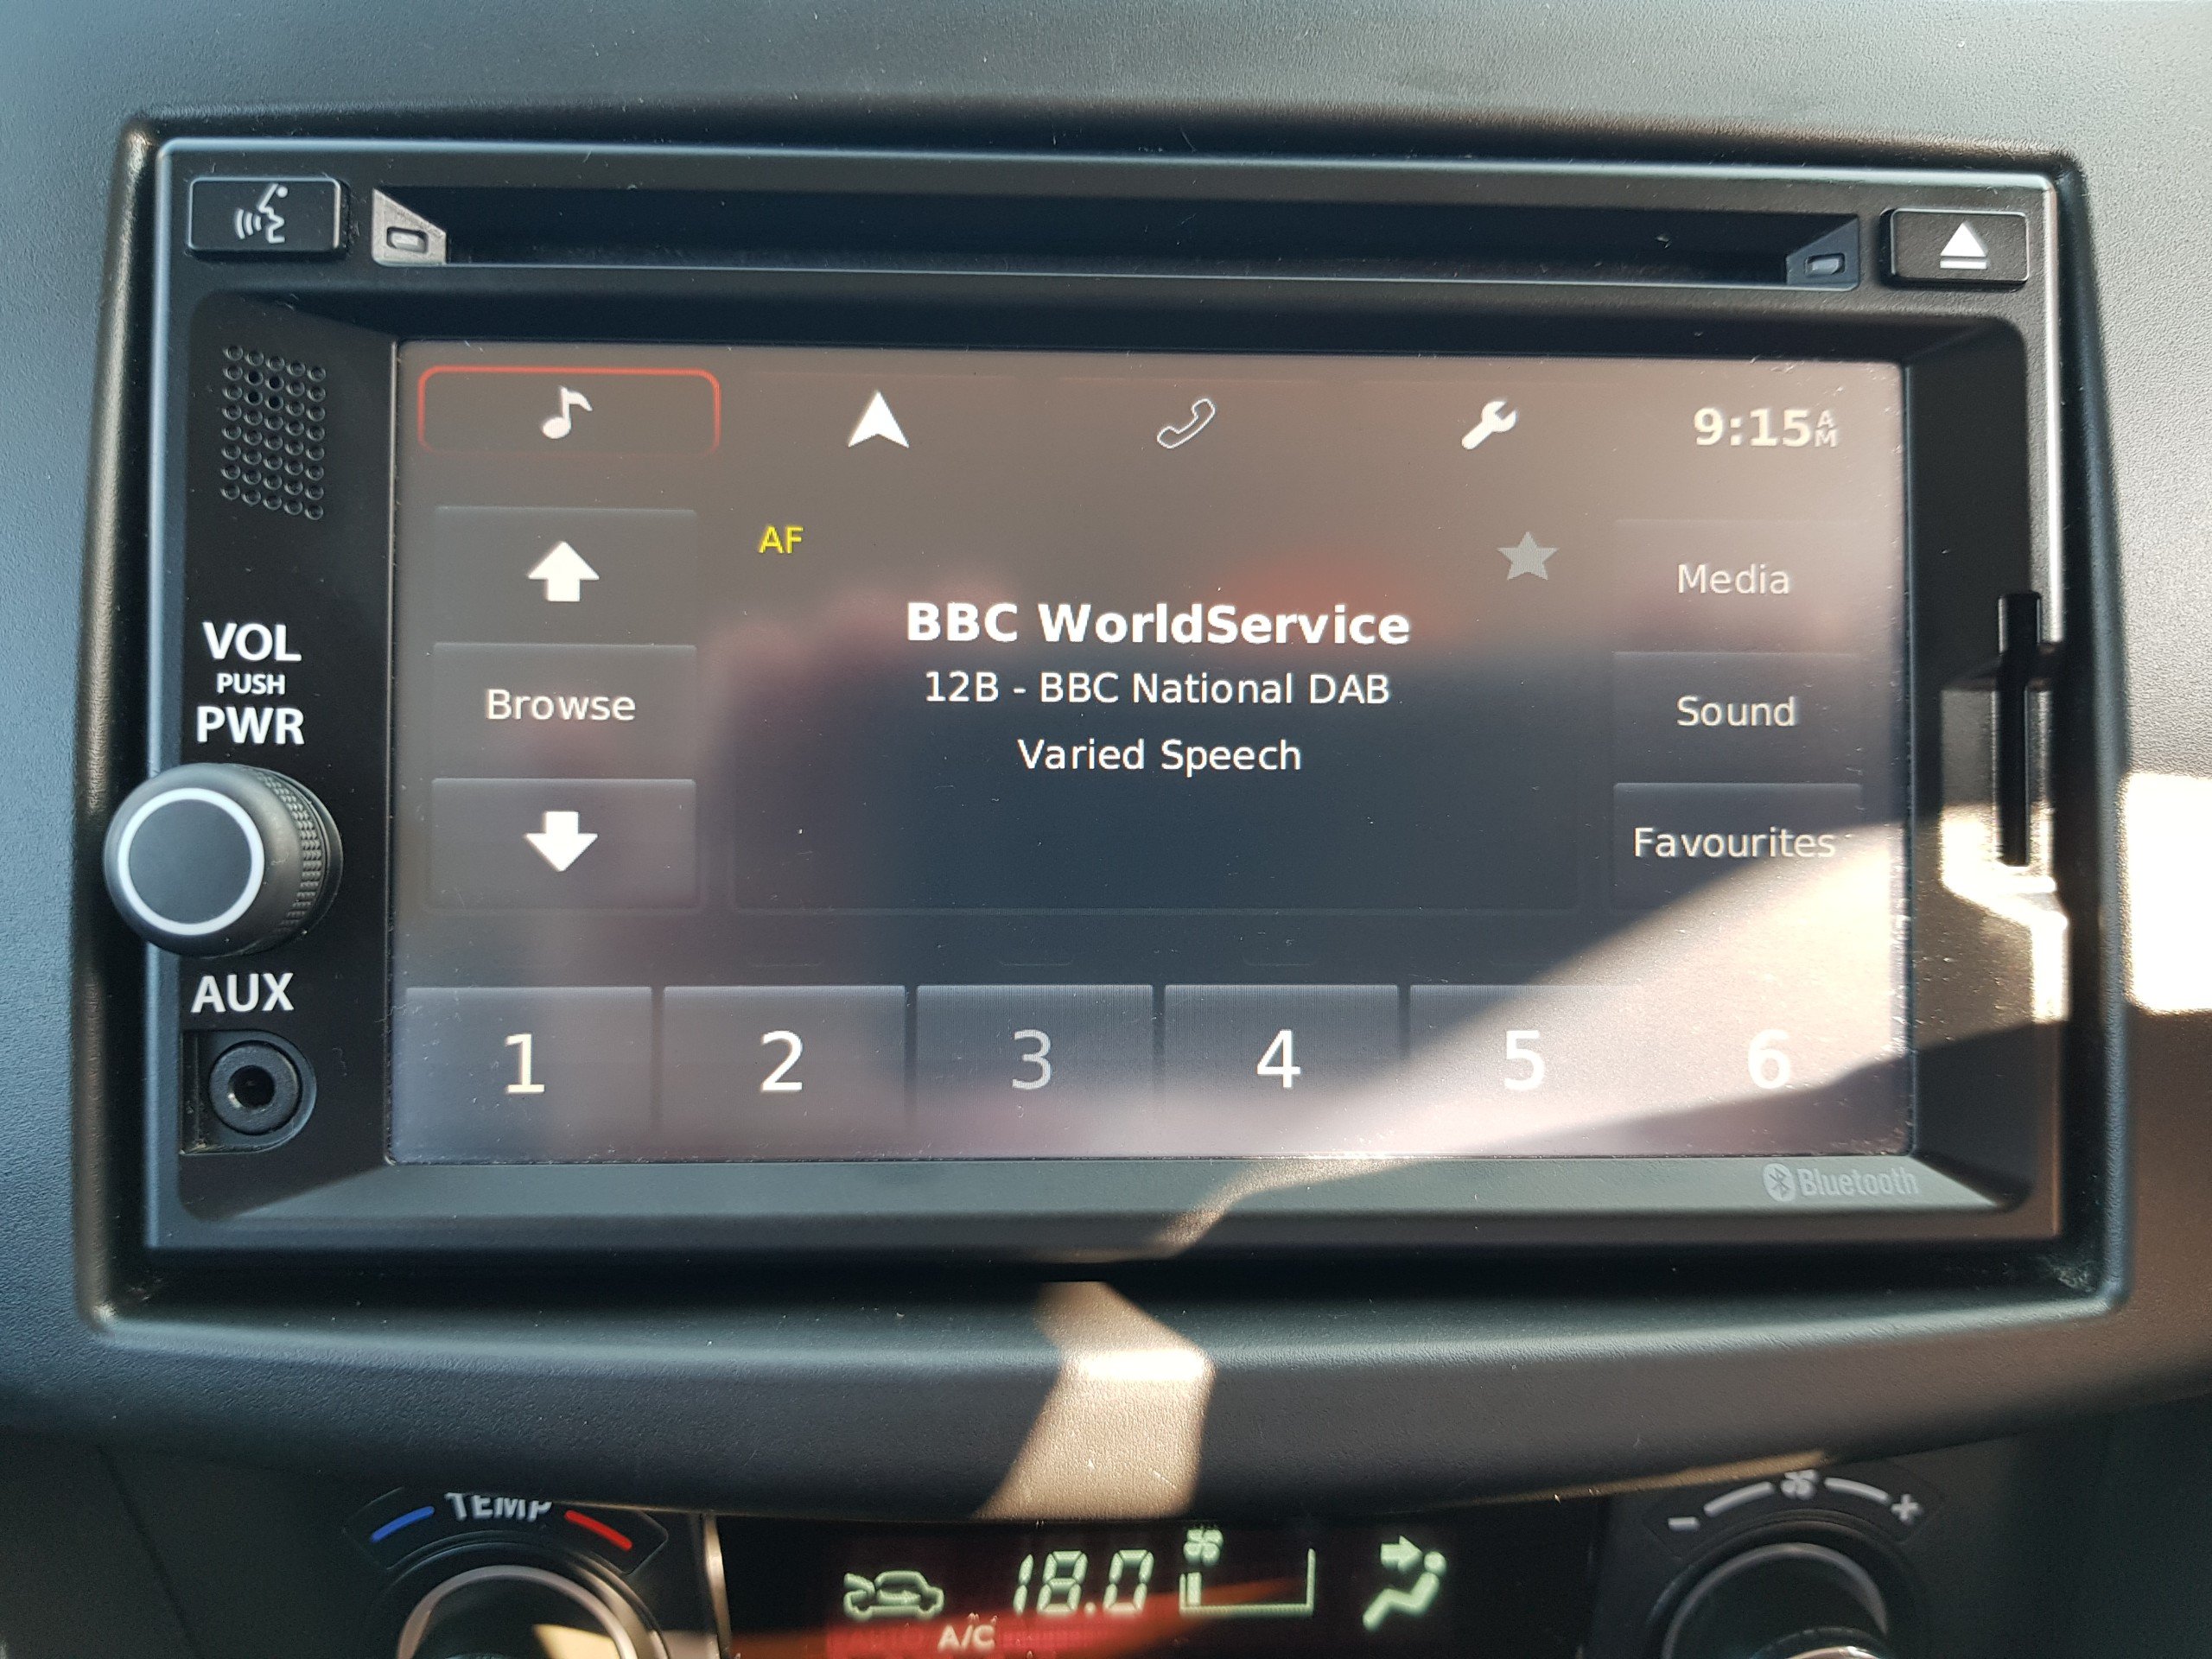 9:15AM
AF
BBC WorldService
12B - BBC National DAB
Varied Speech
Browse
Media
Sound
Favourites
1 2 3 4 5 6
VOL
PUSH
PWR
AUX
Bluetooth
TEMP
- +
18.0
AUTO A/C